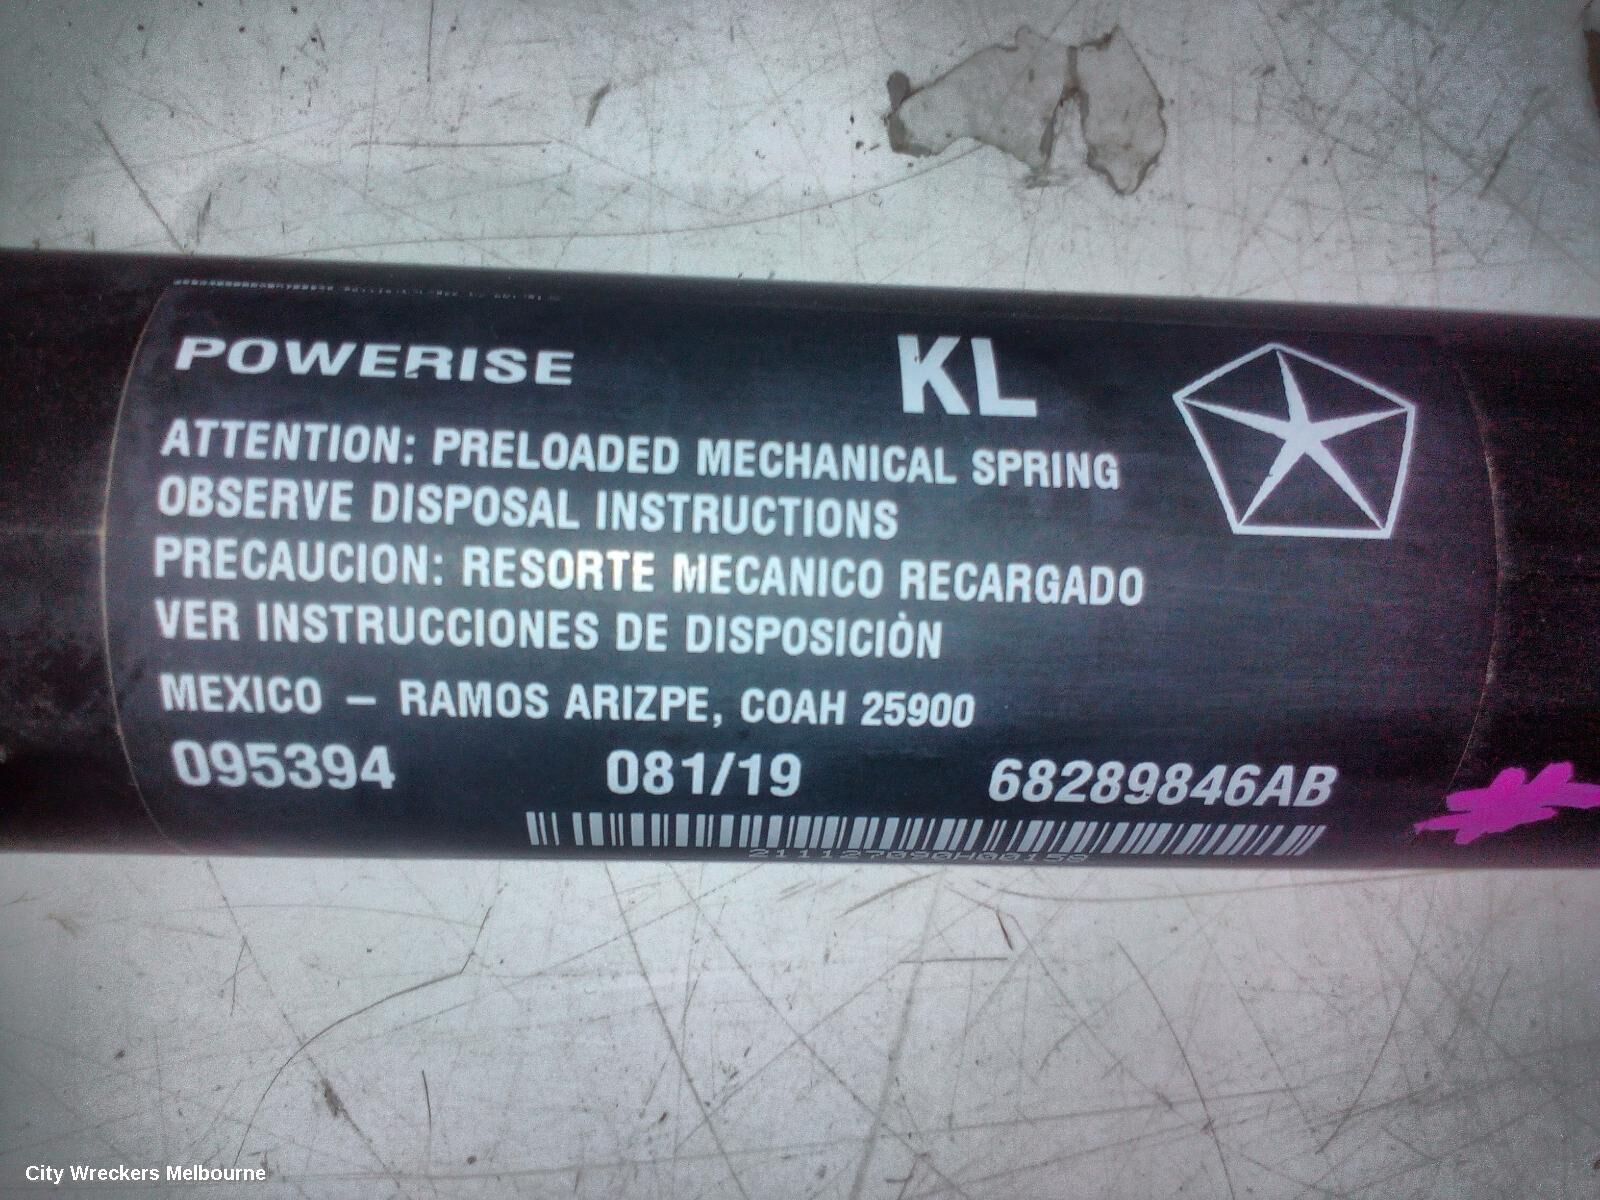 POWERISE
KL
ATTENTION: PRELOADED MECHANICAL SPRING
OBSERVE DISPOSAL INSTRUCTIONS
PRECAUCION: RESORTE MECANICO RECARGADO
VER INSTRUCCIONES DE DISPOSICIÒN
MEXICO – RAMOS ARIZPE, COAH 25900
095394 081/19 68289846AB
City Wreckers Melbourne